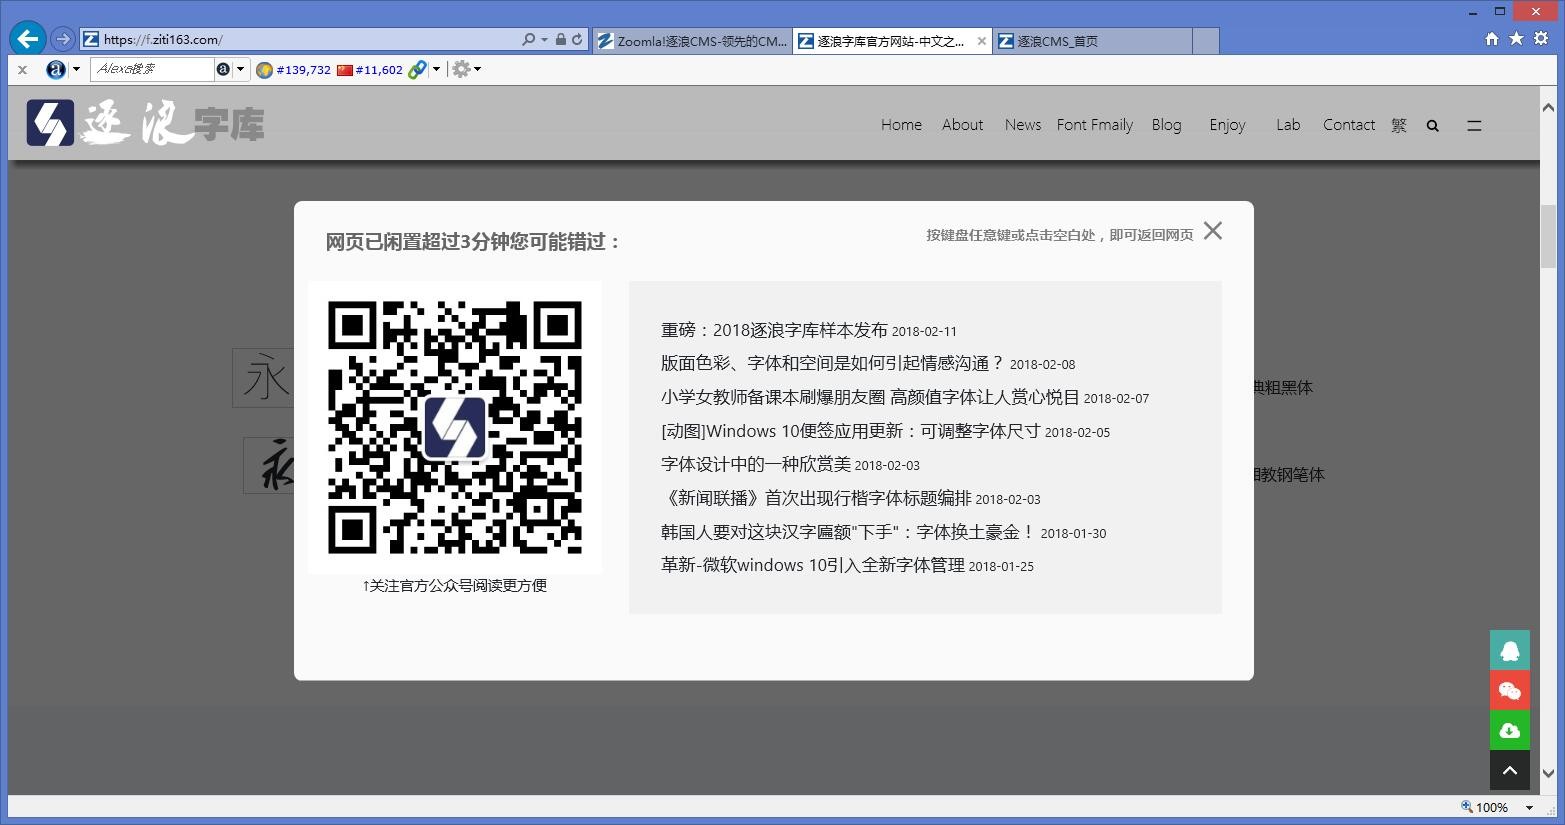 https://f.ziti163.com/
Zoomla!逐浪CMS-领先的CM...
逐浪字库官方网站-中文之...
逐浪CMS_首页
Alexa搜索
#139,732
#11,602
逐浪字库
Home
About
News
Font Fmaily
Blog
Enjoy
Lab
Contact
繁
网页已闲置超过3分钟您可能错过：
按键盘任意键或点击空白处，即可返回网页
重磅：2018逐浪字库样本发布 2018-02-11
版面色彩、字体和空间是如何引起情感沟通？ 2018-02-08
小学女教师备课本刷爆朋友圈 高颜值字体让人赏心悦目 2018-02-07
[动图]Windows 10便签应用更新：可调整字体尺寸 2018-02-05
字体设计中的一种欣赏美 2018-02-03
《新闻联播》首次出现行楷字体标题编排 2018-02-03
韩国人要对这块汉字匾额"下手"：字体换土豪金！ 2018-01-30
革新-微软windows 10引入全新字体管理 2018-01-25
↑关注官方公众号阅读更方便
永
典粗黑体
永
教钢笔体
100%